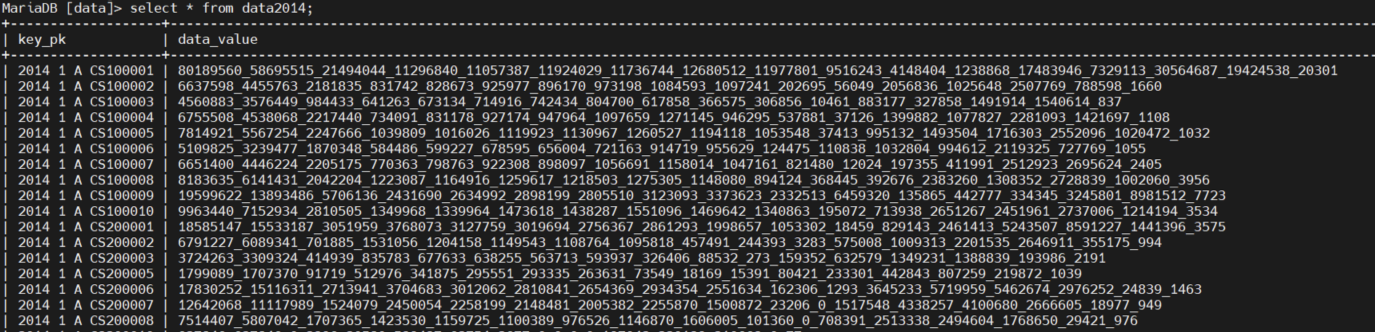 MariaDB [data]> select * from data2014;
| key_pk | data_value
| 2014 1 A CS100001 | 80189560_58695515_21494044_11296840_11057387_11924029_11736744_12680512_11977801_9516243_4148404_1238868_17483946_7329113_30564687_19424538_20301
| 2014 1 A CS100002 | 6637598_4455763_2181835_831742_828673_925977_896170_973198_1084593_1097241_202695_56049_2056836_1025648_2507769_788598_1660
| 2014 1 A CS100003 | 4560883_3576449_984433_641263_673134_714916_742434_804700_617858_366575_306856_10461_883177_327858_1491914_1540614_837
| 2014 1 A CS100004 | 6755508_4538068_2217440_734091_831178_927174_947964_1097659_1271145_946295_537881_37126_1399882_1077827_2281093_1421697_1108
| 2014 1 A CS100005 | 7814921_5567254_2247666_1039809_1016026_1119923_1130967_1260527_1194118_1053548_37413_995132_1493504_1716303_2552096_1020472_1032
| 2014 1 A CS100006 | 5109825_3239477_1870348_584486_599227_678595_656004_721163_914719_955629_124475_110838_1032804_994612_2119325_727769_1055
| 2014 1 A CS100007 | 6651400_4446224_2205175_770363_798763_922308_898097_1056691_1158014_1047161_821480_12024_197355_411991_2512923_2695624_2405
| 2014 1 A CS100008 | 8183635_6141431_2042204_1223087_1164916_1259617_1218503_1275305_1148080_894124_368445_392676_2383260_1308352_2728839_1002060_3956
| 2014 1 A CS100009 | 19599622_13893486_5706136_2431690_2634992_2898199_2805510_3123093_3373623_2332513_6459320_135865_442777_334345_3245801_8981512_7723
| 2014 1 A CS100010 | 9963440_7152934_2810505_1349968_1339964_1473618_1438287_1551096_1469642_1340863_195072_713938_2651267_2451961_2737006_1214194_3534
| 2014 1 A CS200001 | 18585147_15533187_3051959_3768073_3127759_3019694_2756367_2861293_1998657_1053302_18459_829143_2461413_5243507_8591227_1441396_3575
| 2014 1 A CS200002 | 6791227_6089341_701885_1531056_1204158_1149543_1108764_1095818_457491_244393_3283_575008_1009313_2201535_2646911_355175_994
| 2014 1 A CS200003 | 3724263_3309324_414939_835783_677633_638255_563713_593937_326406_88532_273_159352_632579_1349231_1388839_193986_2191
| 2014 1 A CS200005 | 1799089_1707370_91719_512976_341875_295551_293335_263631_73549_18169_15391_80421_233301_442843_807259_219872_1039
| 2014 1 A CS200006 | 17830252_15116311_2713941_3704683_3012062_2810841_2654369_2934354_2551634_162306_1293_3645233_5719959_5462674_2976252_24839_1463
| 2014 1 A CS200007 | 12642068_11117989_1524079_2450054_2258199_2148481_2005382_2255870_1500872_23206_0_1517548_4338257_4100680_2666605_18977_949
| 2014 1 A CS200008 | 7514407_5807042_1707365_1423530_1159725_1100389_976526_1146870_1606005_101360_0_708391_2513338_2494604_1768650_29421_976